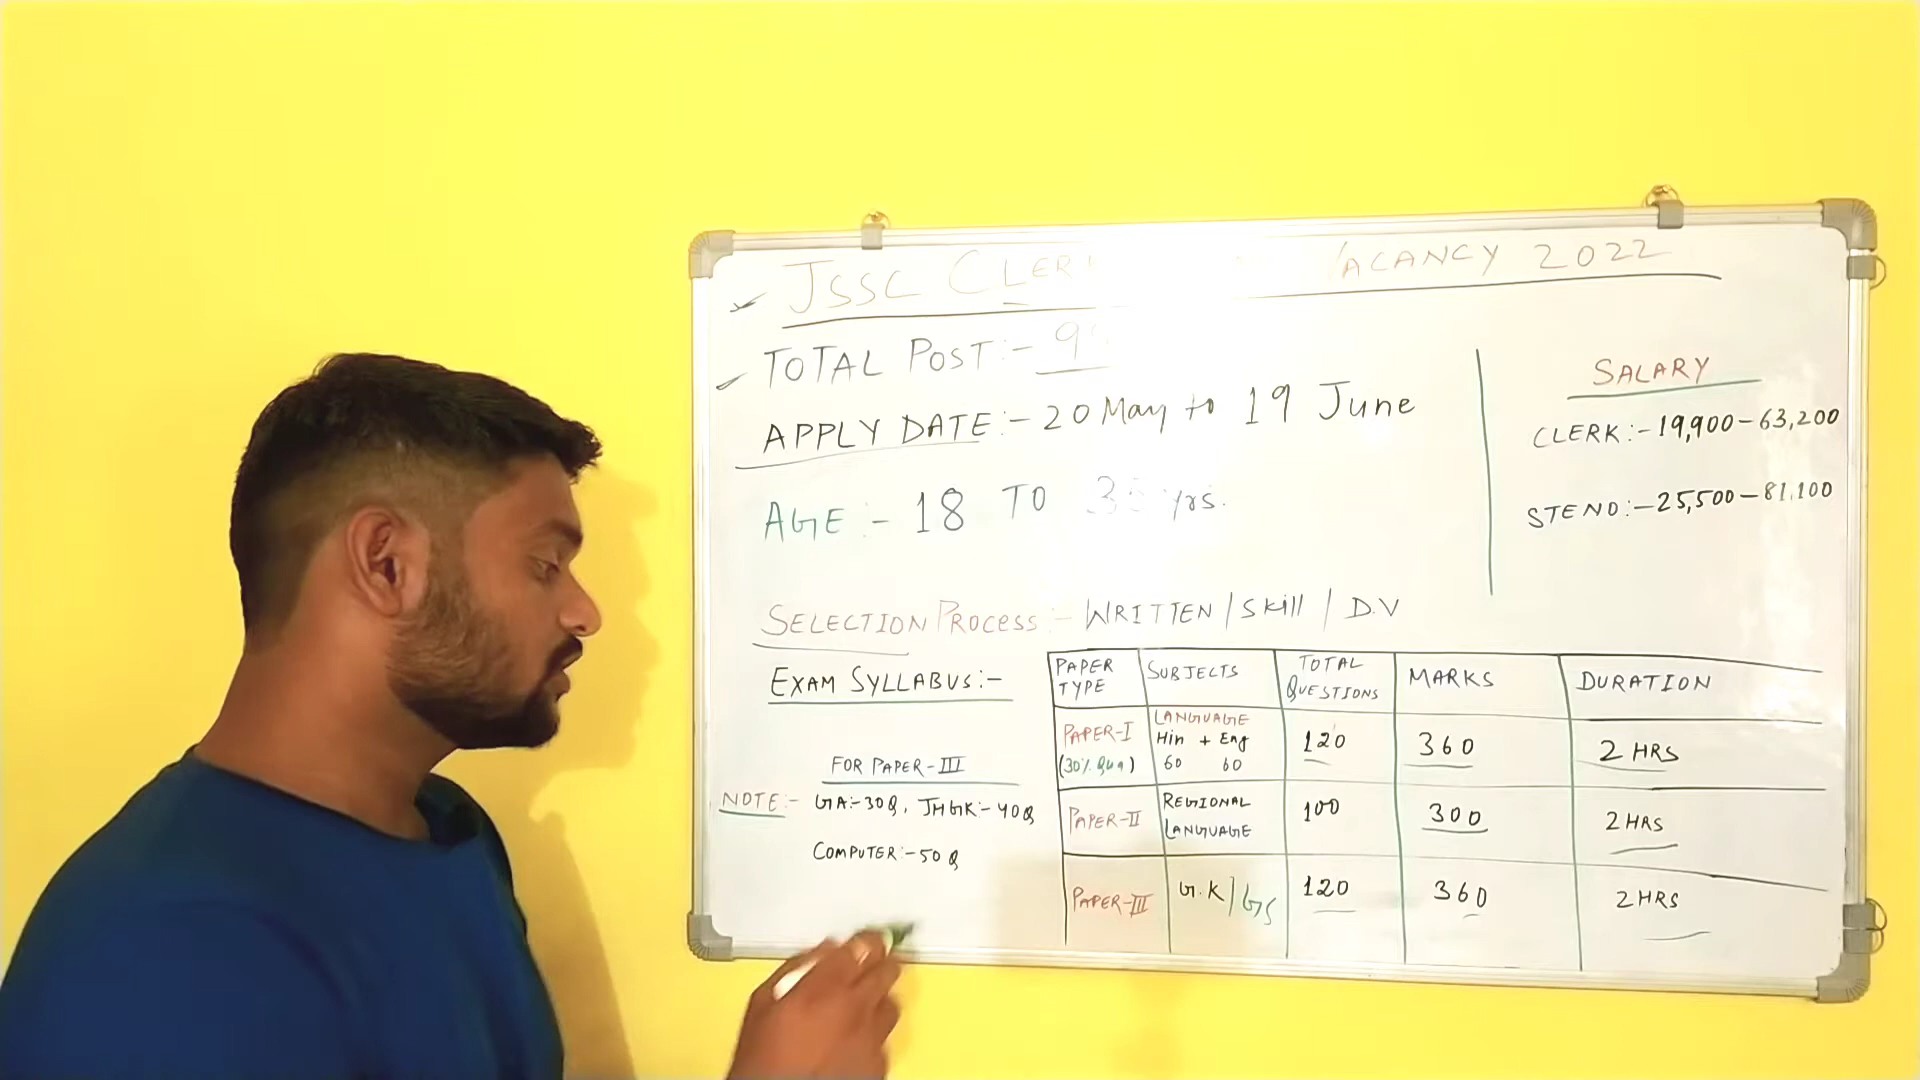 JSSC CLER VACANCY 2022
TOTAL POST:- 99
APPLY DATE:- 20 May to 19 June
AGE:- 18 TO 35 yrs.
SALARY
CLERK:- 19,900-63,200
STENO:- 25,500-81,100
SELECTION PROCESS:- WRITTEN / Skill / D.V
EXAM SYLLABUS:-
FOR PAPER-III
NOTE:- GA:-30Q, JHGK:-40Q
COMPUTER:-50Q
PAPER TYPE SUBJECTS TOTAL QUESTIONS MARKS DURATION
PAPER-I (30% Qua) LANGUAGE Hin + Eng 60 60 120 360 2 HRS
PAPER-II REGIONAL LANGUAGE 100 300 2 HRS
PAPER-III G.K/GS 120 360 2 HRS